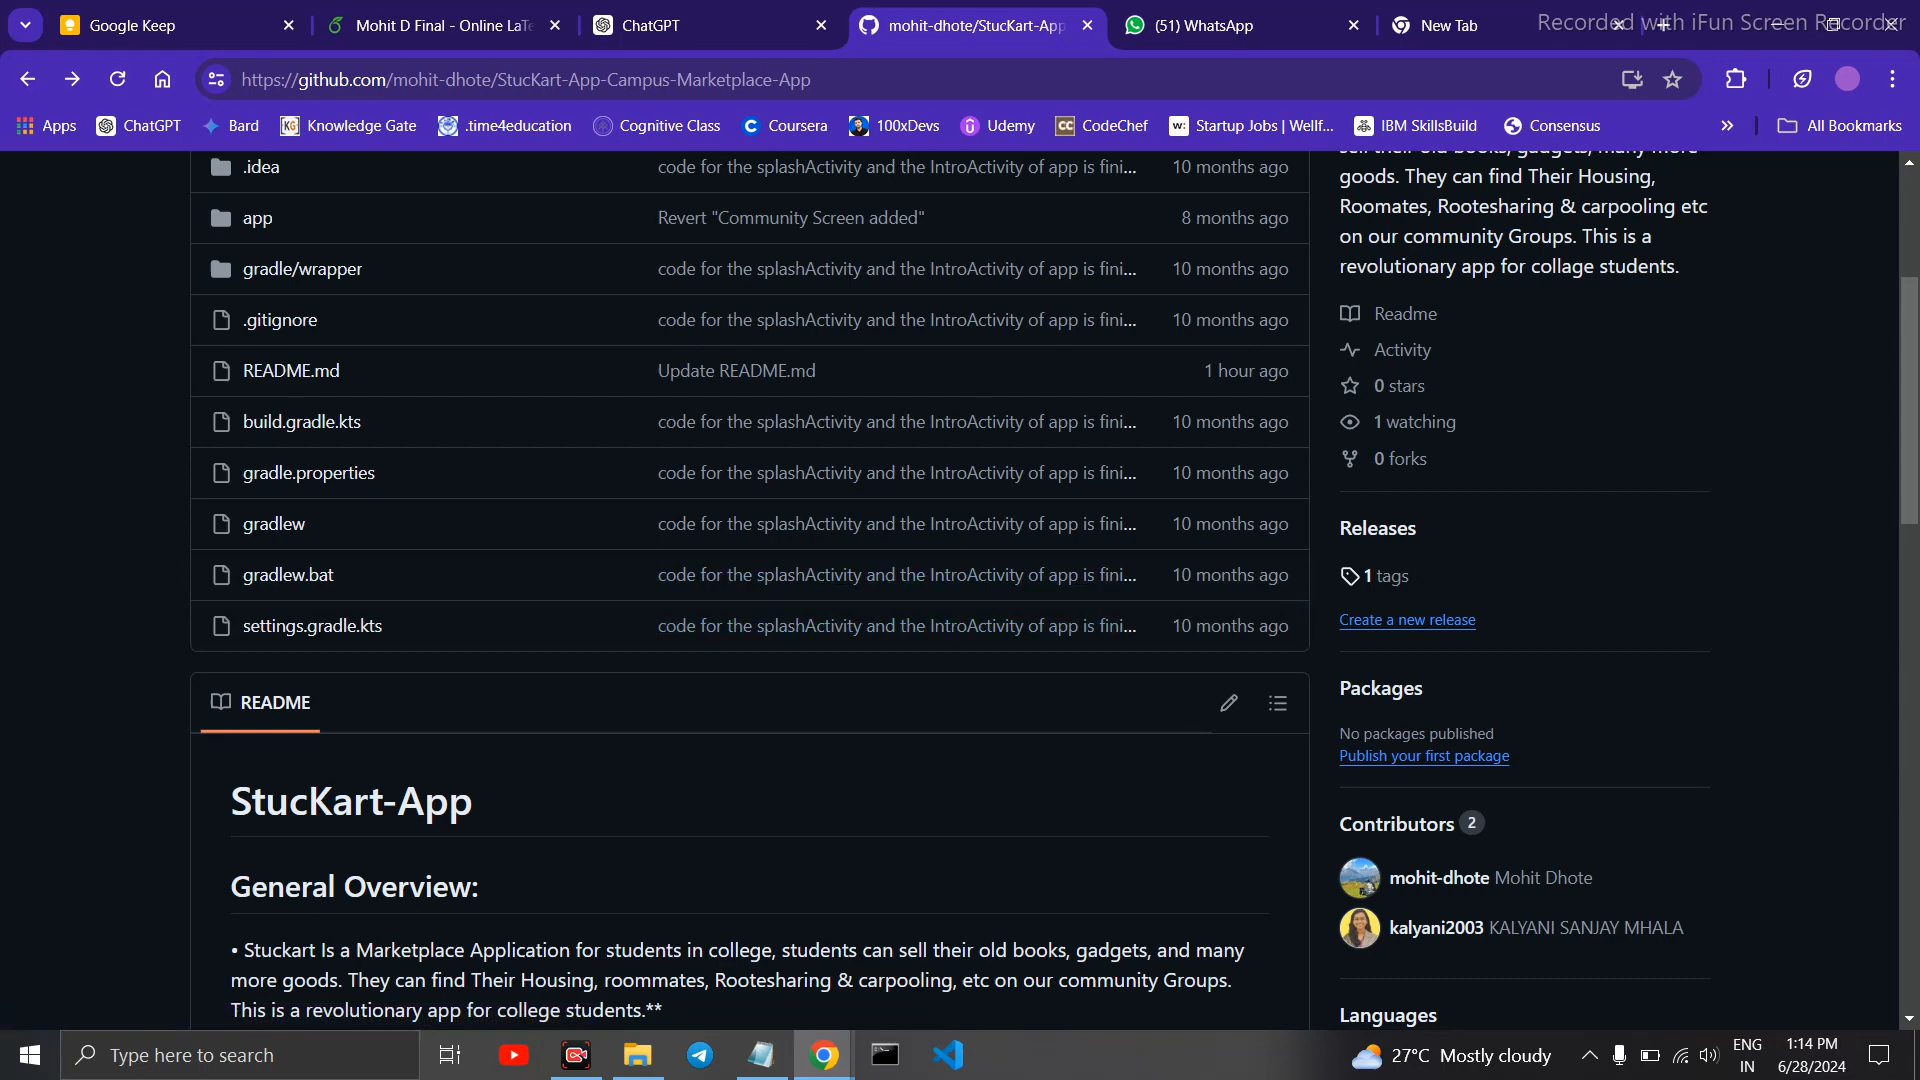 Google Keep
Mohit D Final - Online LaTe
ChatGPT
mohit-dhote/StucKart-App
(51) WhatsApp
New Tab
Recorded with iFun Screen Recorder
https://github.com/mohit-dhote/StucKart-App-Campus-Marketplace-App
Apps
ChatGPT
Bard
KG
Knowledge Gate
.time4education
Cognitive Class
Coursera
100xDevs
Udemy
CC
CodeChef
w:
Startup Jobs | Wellf...
IBM SkillsBuild
Consensus
»
All Bookmarks
.idea
code for the splashActivity and the IntroActivity of app is fini...
10 months ago
app
Revert "Community Screen added"
8 months ago
gradle/wrapper
code for the splashActivity and the IntroActivity of app is fini...
10 months ago
.gitignore
code for the splashActivity and the IntroActivity of app is fini...
10 months ago
README.md
Update README.md
1 hour ago
build.gradle.kts
code for the splashActivity and the IntroActivity of app is fini...
10 months ago
gradle.properties
code for the splashActivity and the IntroActivity of app is fini...
10 months ago
gradlew
code for the splashActivity and the IntroActivity of app is fini...
10 months ago
gradlew.bat
code for the splashActivity and the IntroActivity of app is fini...
10 months ago
settings.gradle.kts
code for the splashActivity and the IntroActivity of app is fini...
10 months ago
README
StucKart-App
General Overview:
• Stuckart Is a Marketplace Application for students in college, students can sell their old books, gadgets, and many
more goods. They can find Their Housing, roommates, Rootesharing & carpooling, etc on our community Groups.
This is a revolutionary app for college students.**
sell their old books, gadgets, many more
goods. They can find Their Housing,
Roomates, Rootesharing & carpooling etc
on our community Groups. This is a
revolutionary app for collage students.
Readme
Activity
0 stars
1 watching
0 forks
Releases
1 tags
Create a new release
Packages
No packages published
Publish your first package
Contributors 2
mohit-dhote Mohit Dhote
kalyani2003 KALYANI SANJAY MHALA
Languages
Type here to search
27°C Mostly cloudy
ENG
IN
1:14 PM
6/28/2024